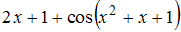 2x+1+cos(x² + x+1)